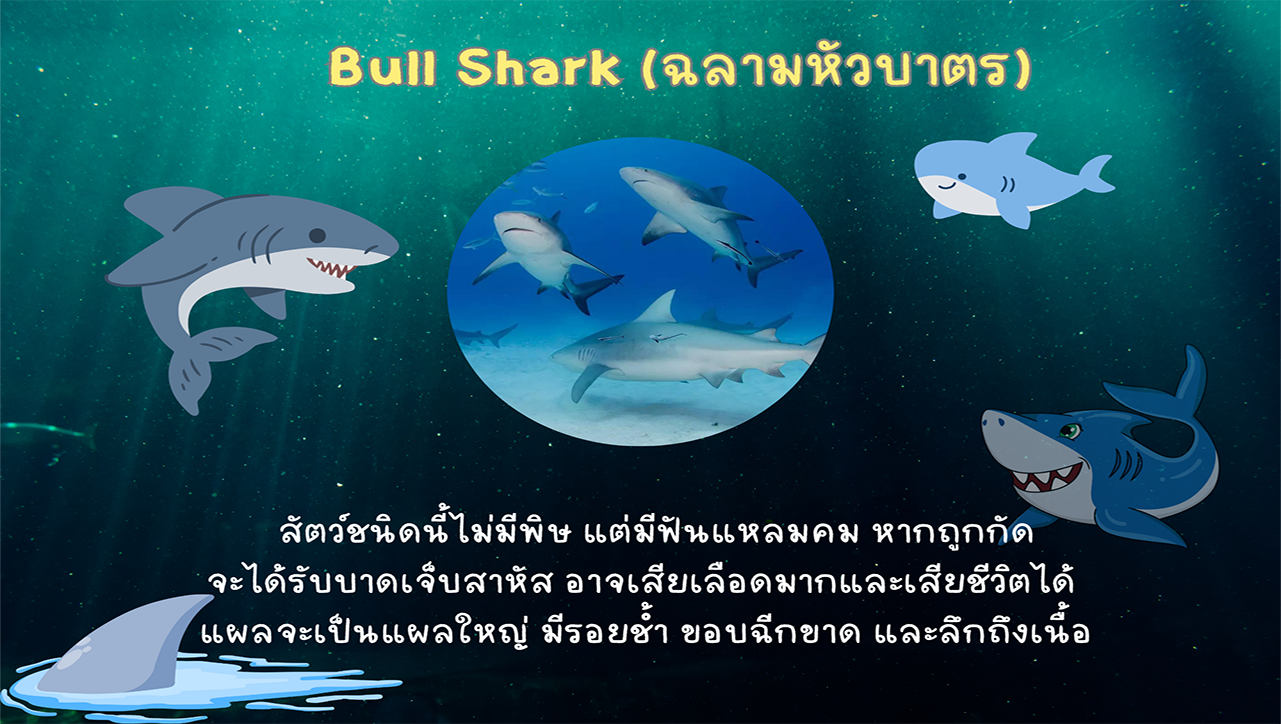 Bull Shark (ฉลามหัวบาตร)
สัตว์ชนิดนี้ไม่มีพิษ แต่มีฟันแหลมคม หากถูกกัด
จะได้รับบาดเจ็บสาหัส อาจเสียเลือดมากและเสียชีวิตได้
แผลจะเป็นแผลใหญ่ มีรอยช้ำ ขอบฉีกขาด และลึกถึงเนื้อ